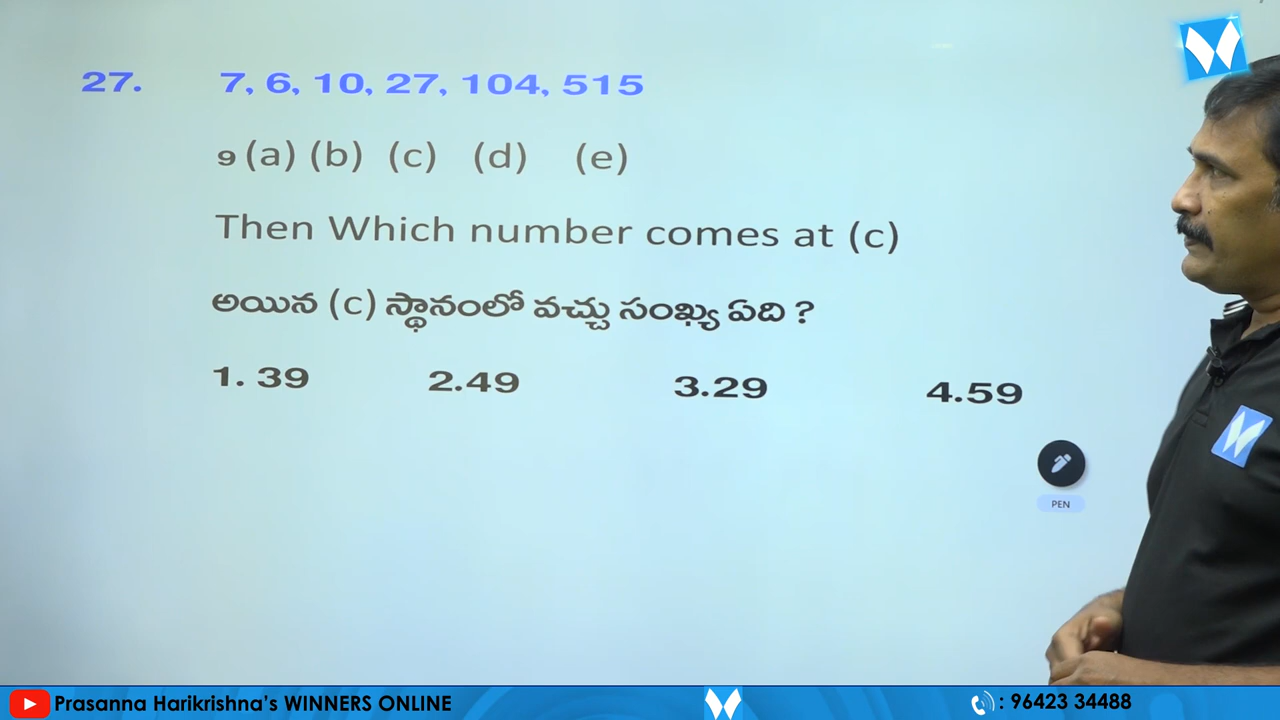 27. 7, 6, 10, 27, 104, 515
9 (a) (b) (c) (d) (e)
Then Which number comes at (c)
అయిన (c) స్థానంలో వచ్చు సంఖ్య ఏది ?
1. 39 2.49 3.29 4.59
PEN
Prasanna Harikrishna's WINNERS ONLINE
: 96423 34488